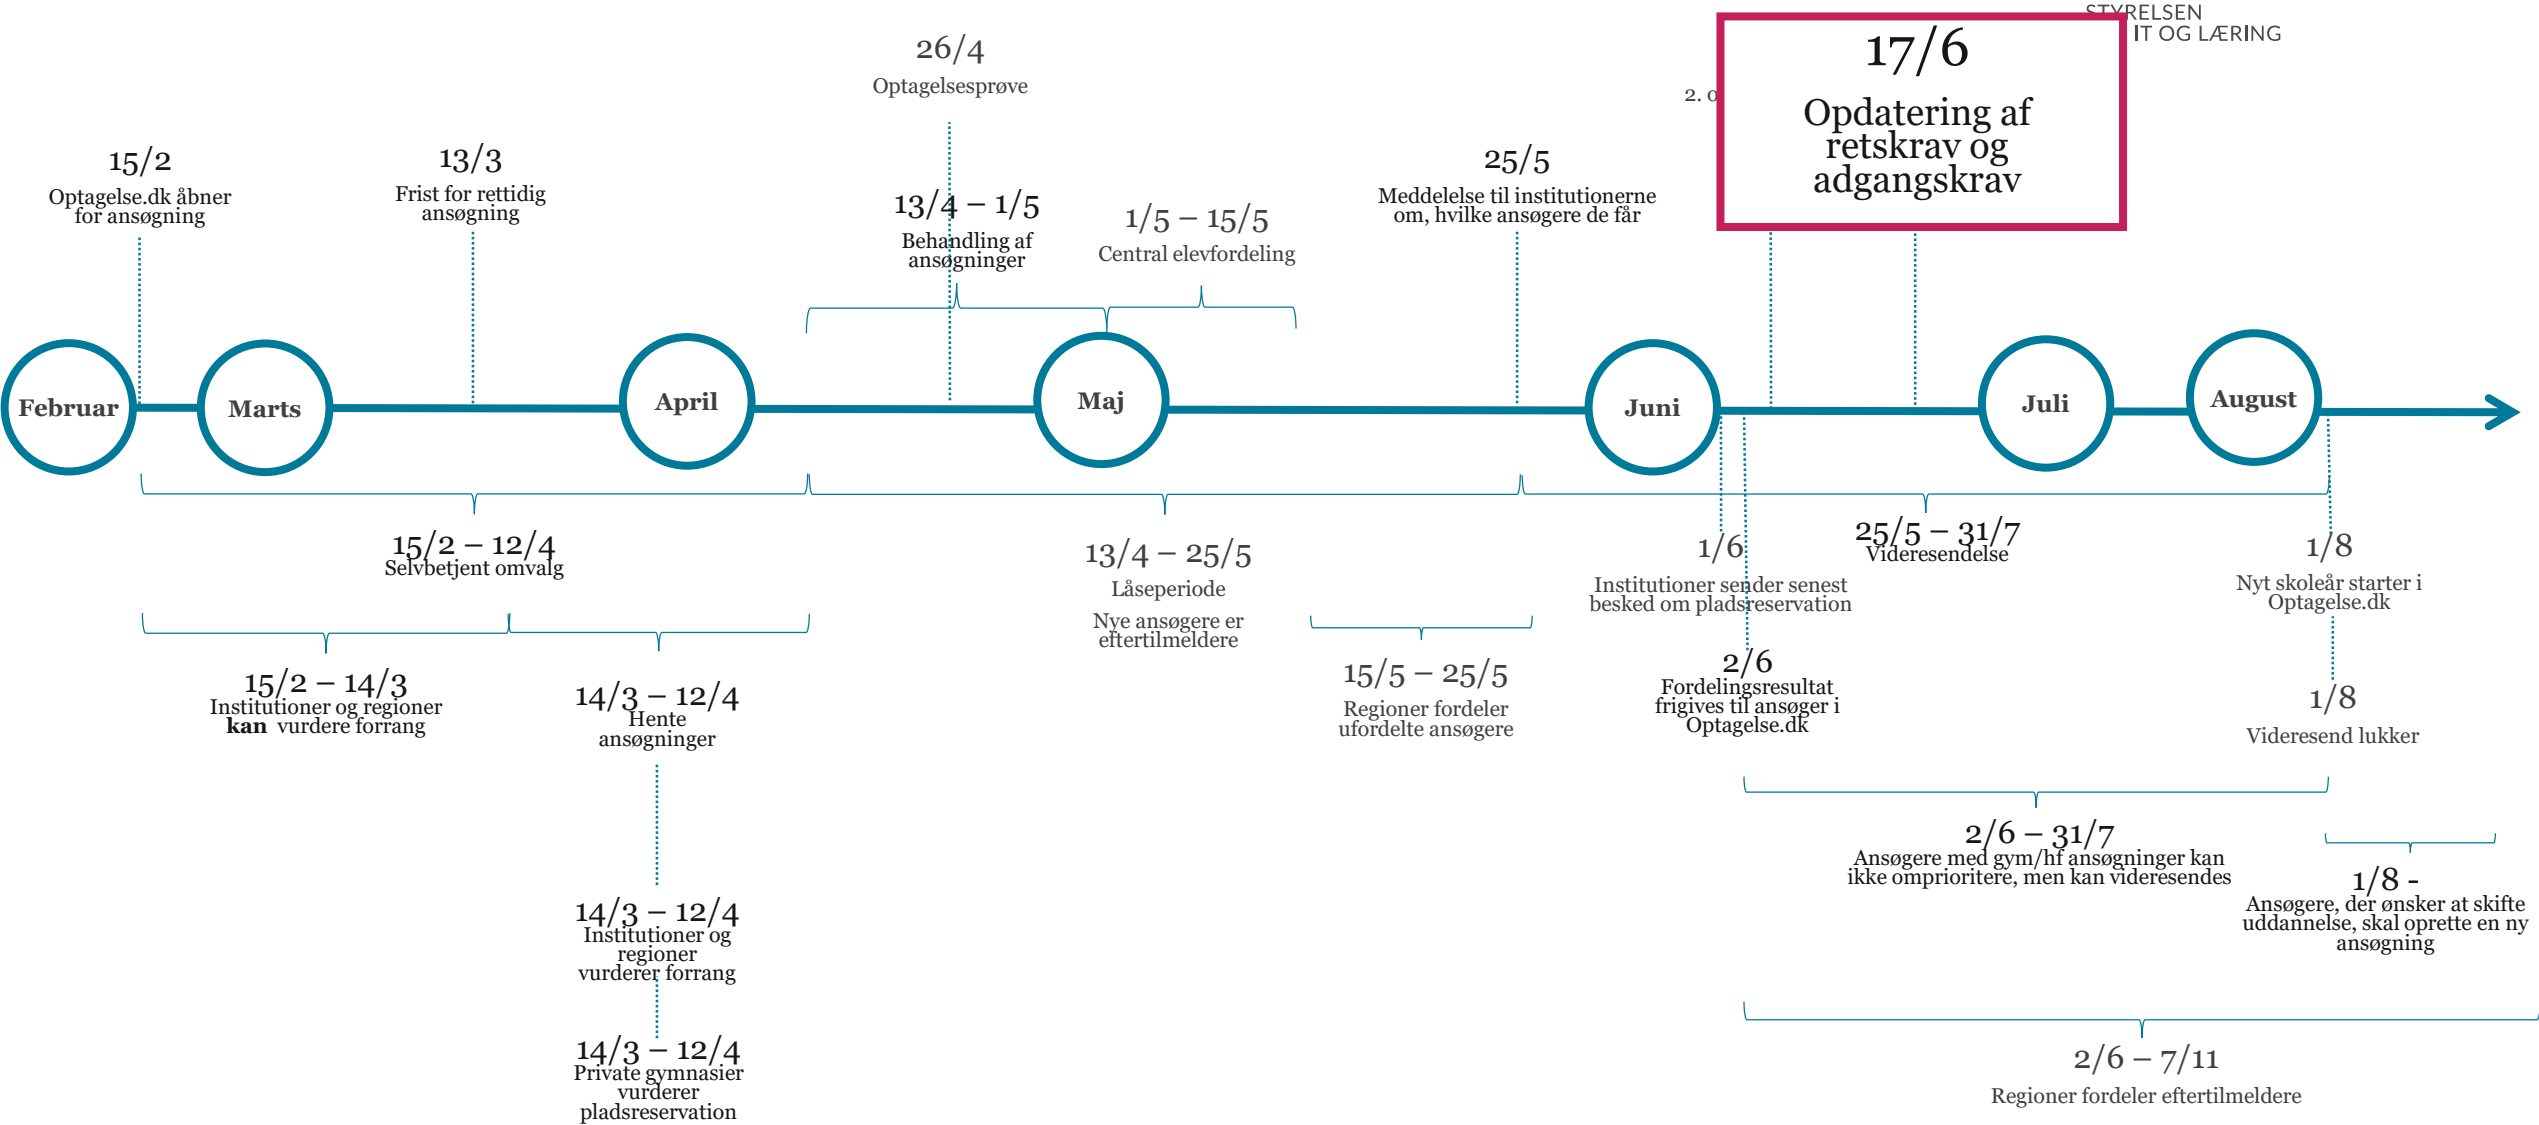 STYRELSEN
IT OG LÆRING
26/4
Optagelsesprøve
17/6
Opdatering af
retskrav og
adgangskrav
2.
15/2
Optagelse.dk åbner
for ansøgning
13/3
Frist for rettidig
ansøgning
13/4 – 1/5
Behandling af
ansøgninger
1/5 – 15/5
Central elevfordeling
25/5
Meddelelse til institutionerne
om, hvilke ansøgere de får
Februar
Marts
April
Maj
Juni
Juli
August
15/2 – 12/4
Selvbetjent omvalg
13/4 – 25/5
Låseperiode
Nye ansøgere er
eftertilmeldere
1/6
Institutioner sender senest
besked om pladsreservation
25/5 – 31/7
Videresendelse
1/8
Nyt skoleår starter i
Optagelse.dk
15/2 – 14/3
Institutioner og regioner
kan vurdere forrang
14/3 – 12/4
Hente
ansøgninger
15/5 – 25/5
Regioner fordeler
ufordelte ansøgere
2/6
Fordelingsresultat
frigives til ansøger i
Optagelse.dk
1/8
Videresend lukker
2/6 – 31/7
Ansøgere med gym/hf ansøgninger kan
ikke omprioritere, men kan videresendes
1/8 -
Ansøgere, der ønsker at skifte
uddannelse, skal oprette en ny
ansøgning
14/3 – 12/4
Institutioner og
regioner
vurderer forrang
14/3 – 12/4
Private gymnasier
vurderer
pladsreservation
2/6 – 7/11
Regioner fordeler eftertilmeldere